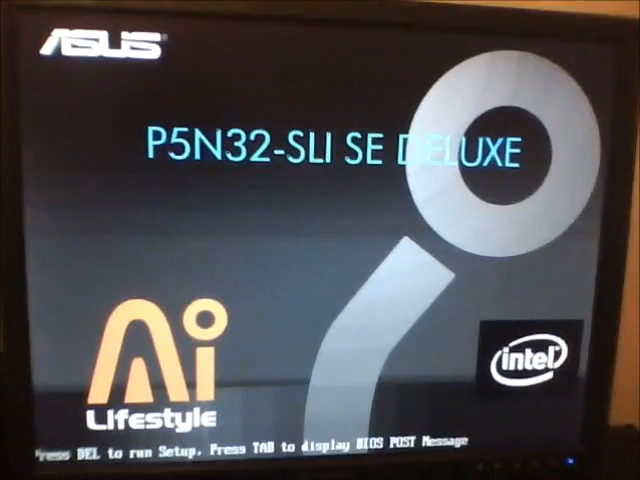 ASUS
P5N32-SLI SE DELUXE
Ai
Lifestyle
intel
Press DEL to run Setup, Press TAB to display BIOS POST Message